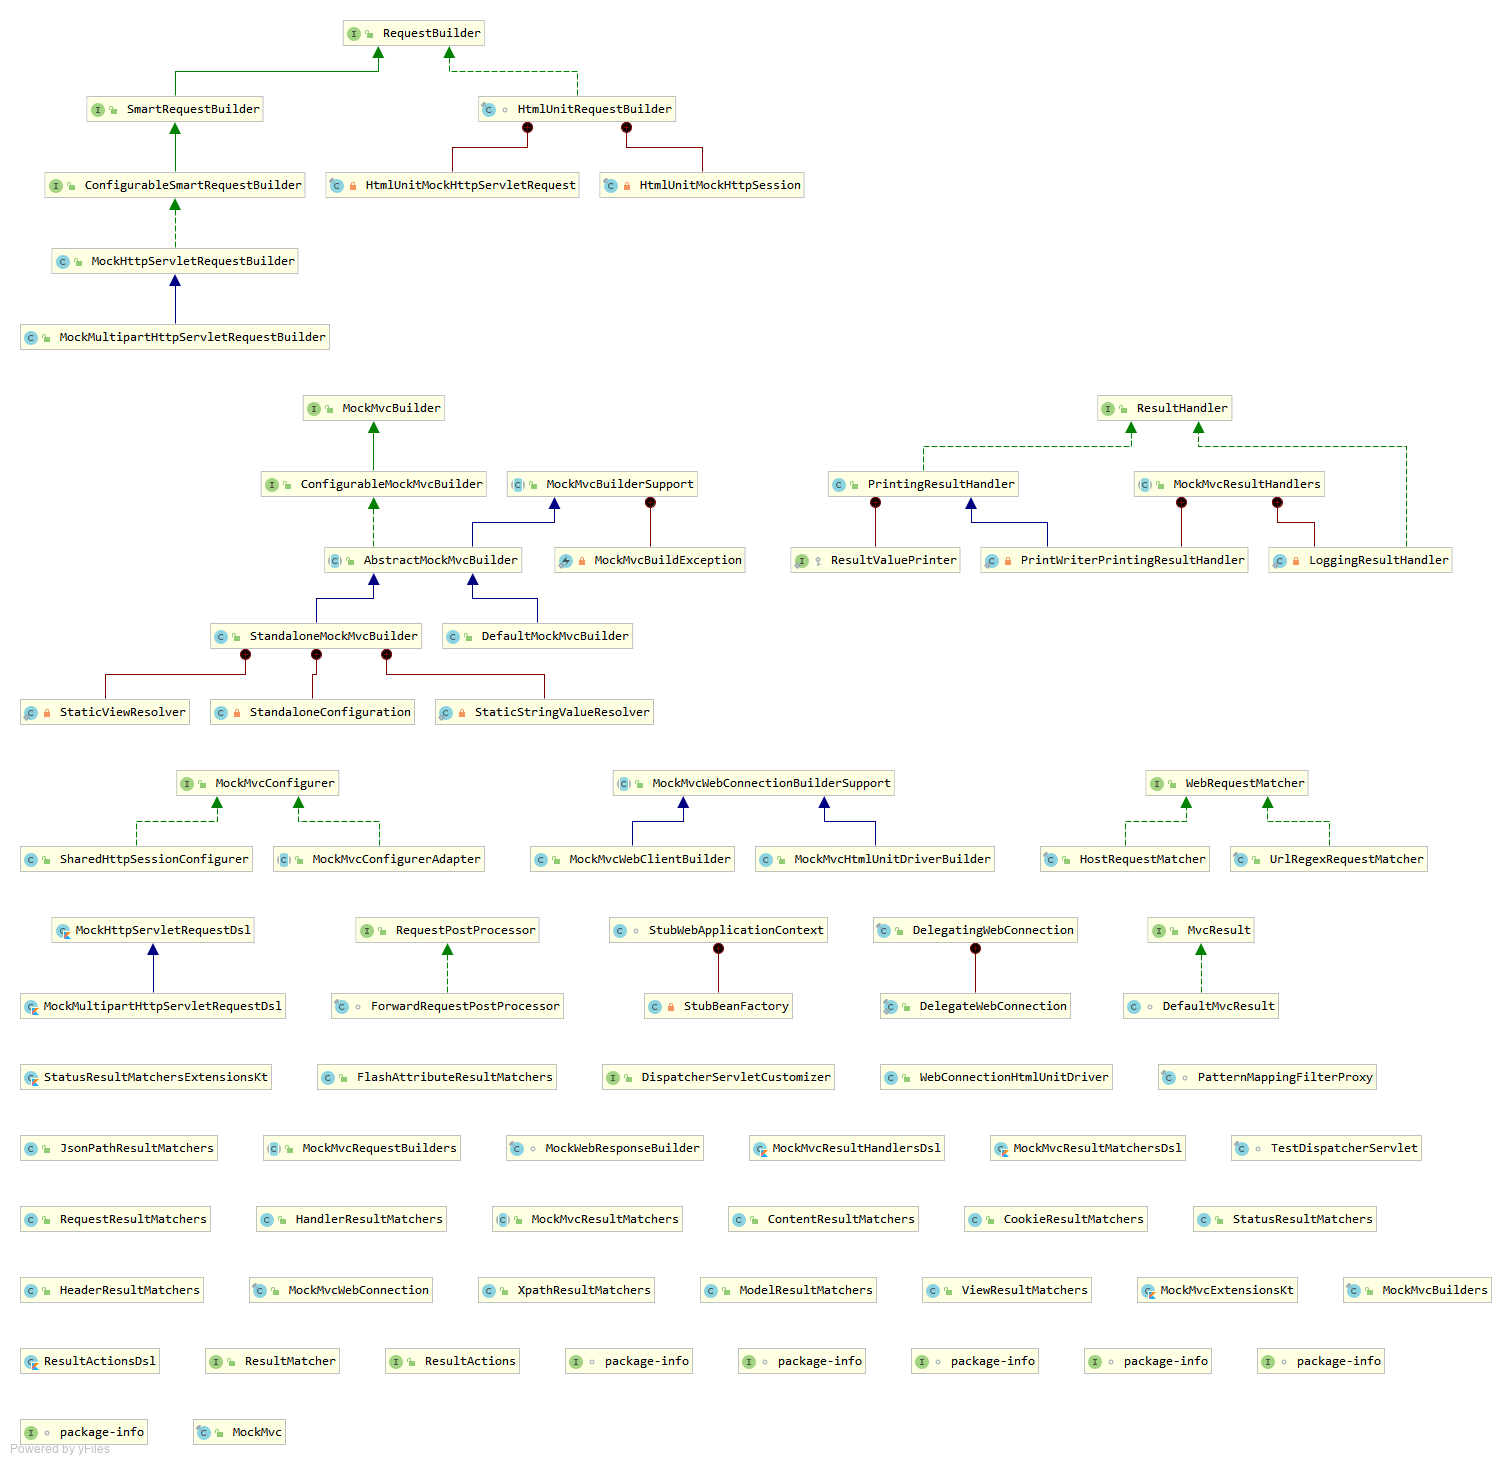 RequestBuilder
SmartRequestBuilder
HtmlUnitRequestBuilder
ConfigurableSmartRequestBuilder
HtmlUnitMockHttpServletRequest
HtmlUnitMockHttpSession
MockHttpServletRequestBuilder
MockMultipartHttpServletRequestBuilder
MockMvcBuilder
ResultHandler
ConfigurableMockMvcBuilder
MockMvcBuilderSupport
PrintingResultHandler
MockMvcResultHandlers
AbstractMockMvcBuilder
MockMvcBuildException
ResultValuePrinter
PrintWriterPrintingResultHandler
LoggingResultHandler
StandaloneMockMvcBuilder
DefaultMockMvcBuilder
StaticViewResolver
StandaloneConfiguration
StaticStringValueResolver
MockMvcConfigurer
MockMvcWebConnectionBuilderSupport
WebRequestMatcher
SharedHttpSessionConfigurer
MockMvcConfigurerAdapter
MockMvcWebClientBuilder
MockMvcHtmlUnitDriverBuilder
HostRequestMatcher
UrlRegexRequestMatcher
MockHttpServletRequestDsl
RequestPostProcessor
StubWebApplicationContext
DelegatingWebConnection
MvcResult
MockMultipartHttpServletRequestDsl
ForwardRequestPostProcessor
StubBeanFactory
DelegateWebConnection
DefaultMvcResult
StatusResultMatchersExtensionsKt
FlashAttributeResultMatchers
DispatcherServletCustomizer
WebConnectionHtmlUnitDriver
PatternMappingFilterProxy
JsonPathResultMatchers
MockMvcRequestBuilders
MockWebResponseBuilder
MockMvcResultHandlersDsl
MockMvcResultMatchersDsl
TestDispatcherServlet
RequestResultMatchers
HandlerResultMatchers
MockMvcResultMatchers
ContentResultMatchers
CookieResultMatchers
StatusResultMatchers
HeaderResultMatchers
MockMvcWebConnection
XpathResultMatchers
ModelResultMatchers
ViewResultMatchers
MockMvcExtensionsKt
MockMvcBuilders
ResultActionsDsl
ResultMatcher
ResultActions
package-info
package-info
package-info
package-info
package-info
package-info
MockMvc
Powered by yFiles